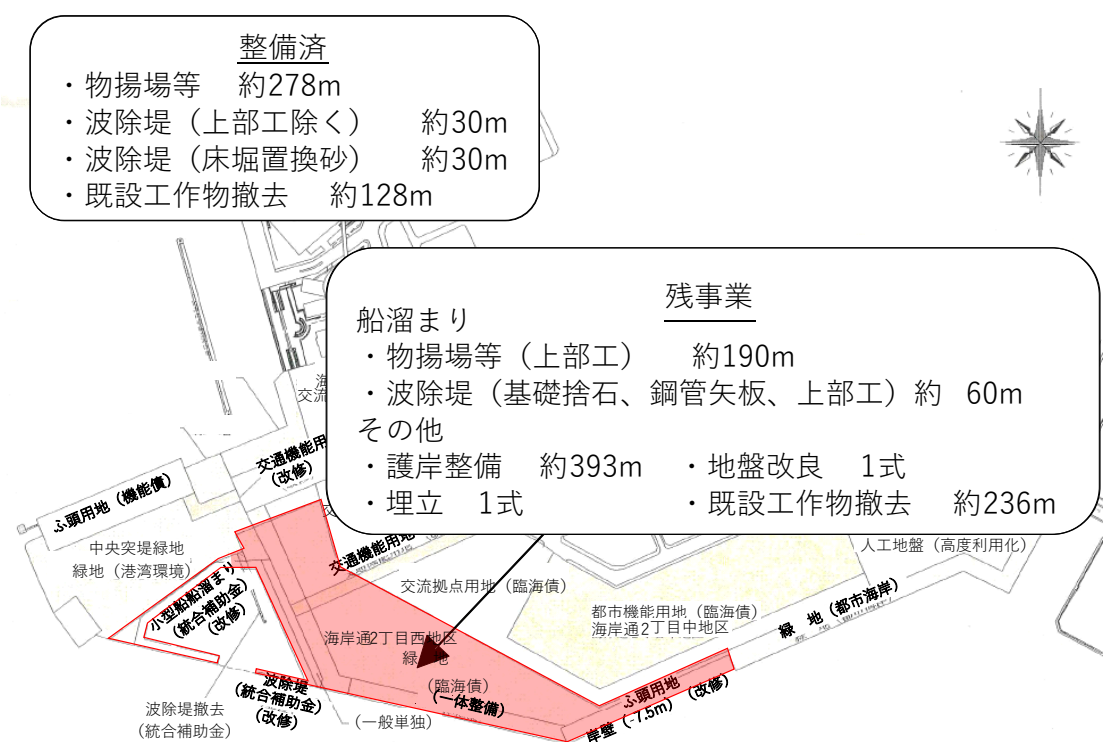 整備済
・物揚場等 約278m
・波除堤（上部工除く） 約30m
・波除堤（床堀置換砂） 約30m
・既設工作物撤去 約128m
残事業
船溜まり
・物揚場等（上部工） 約190m
・波除堤（基礎捨石、鋼管矢板、上部工）約 60m
その他
・護岸整備 約393m ・地盤改良 1式
・埋立 1式 ・既設工作物撤去 約236m
交通機能用
（改修）
ふ頭用地（機能債）
中央突堤緑地
緑地（港湾環境）
小型船船溜まり
（統合補助金）
（改修）
交通機能用地
交流拠点用地（臨海債）
人工地盤（高度利用化）
都市機能用地（臨海債）
海岸通2丁目中地区
緑 地（都市海岸）
海岸通2丁目西地区
緑 地
（臨海債）
（一体整備）
ふ頭用地
（改修）
岸壁（-7.5m）
波除堤
（統合補助金）
（改修）
波除堤撤去
（統合補助金）
（一般単独）